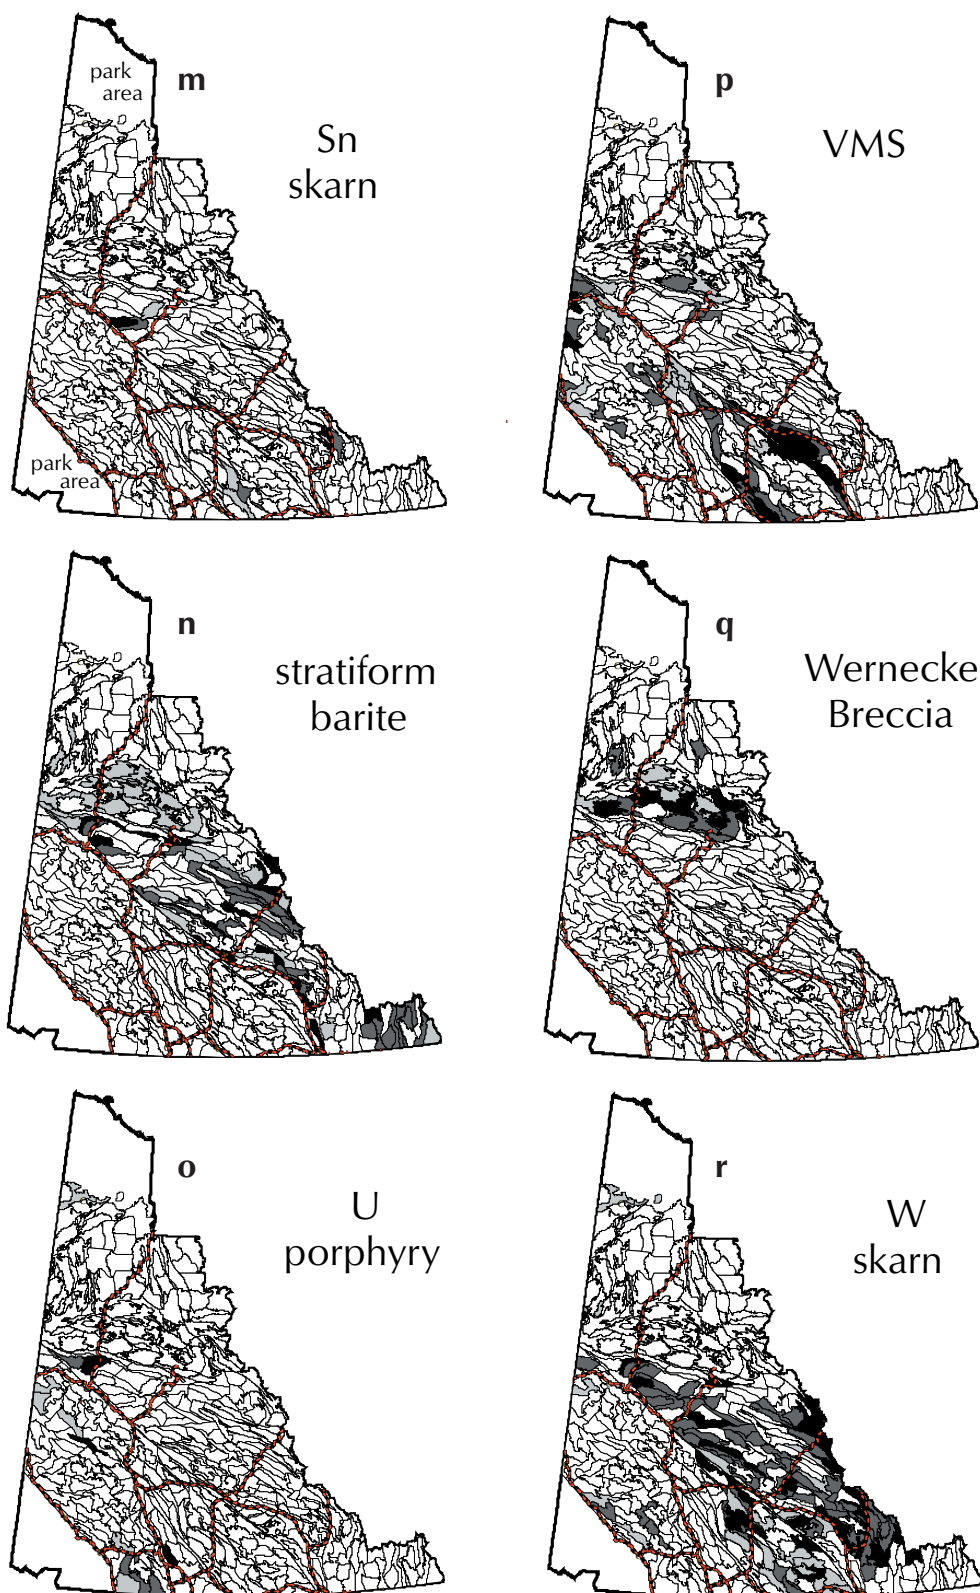 park
area
m
Sn
skarn
park
area
p
VMS
n
stratiform
barite
q
Wernecke
Breccia
o
U
porphyry
r
W
skarn